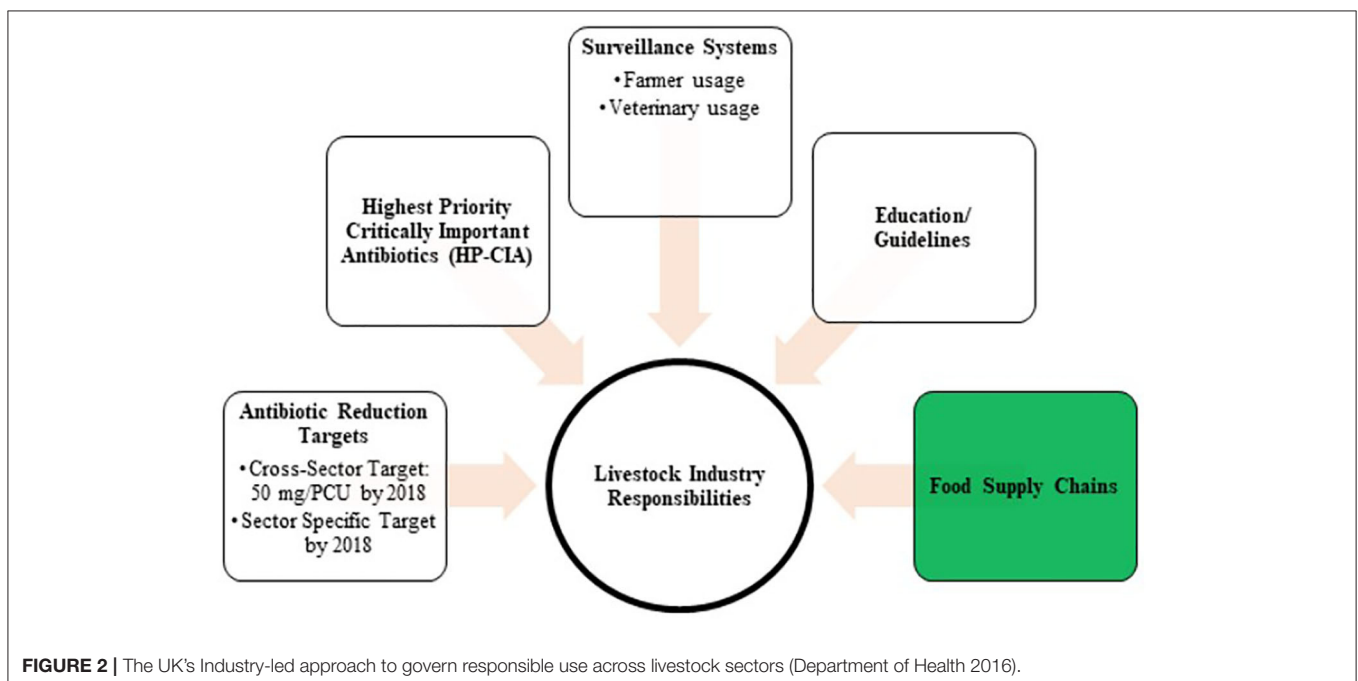 Surveillance Systems
•Farmer usage
•Veterinary usage
Highest Priority
Critically Important
Antibiotics (HP-CIA)
Education/
Guidelines
Antibiotic Reduction
Targets
•Cross-Sector Target:
50 mg/PCU by 2018
•Sector Specific Target
by 2018
Livestock Industry
Responsibilities
Food Supply Chains
FIGURE 2 | The UK's Industry-led approach to govern responsible use across livestock sectors (Department of Health 2016).